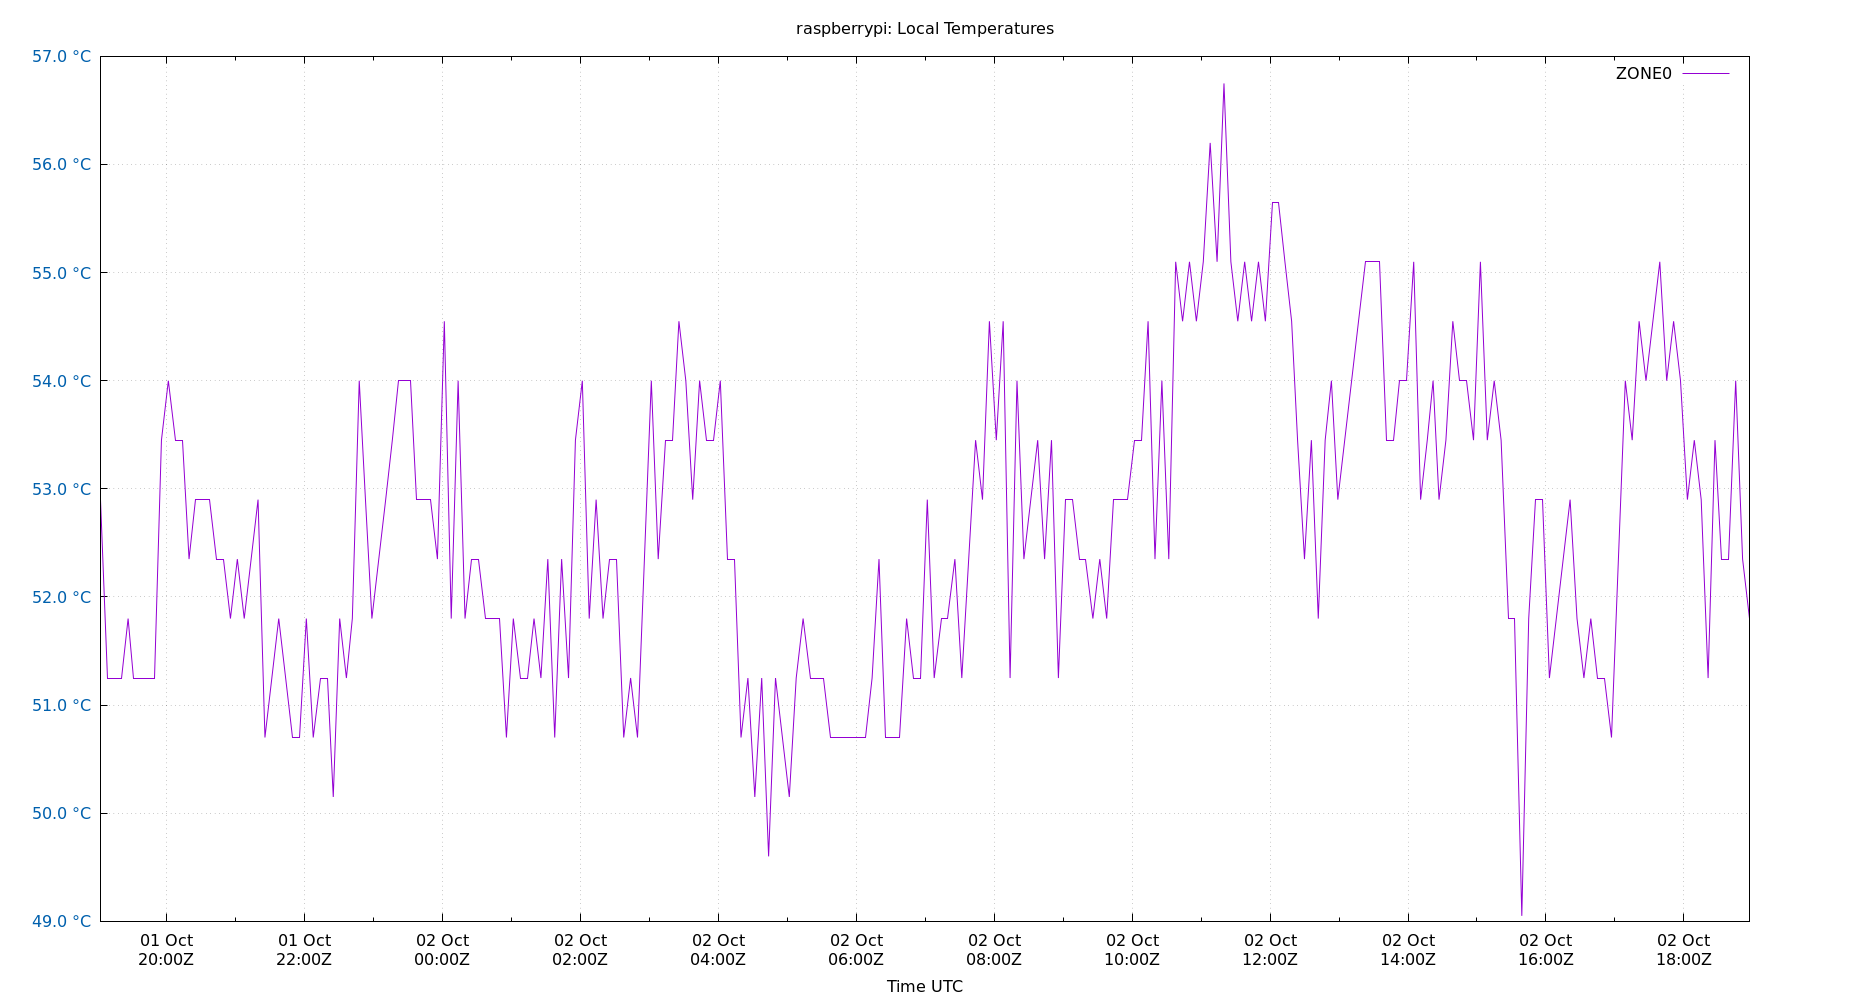 raspberrypi: Local Temperatures
57.0 °C
ZONE0
56.0 °C
55.0 °C
54.0 °C
53.0 °C
52.0 °C
51.0 °C
50.0 °C
49.0 °C
01 Oct 01 Oct 02 Oct 02 Oct 02 Oct 02 Oct 02 Oct 02 Oct 02 Oct 02 Oct 02 Oct 02 Oct
20:00Z 22:00Z 00:00Z 02:00Z 04:00Z 06:00Z 08:00Z 10:00Z 12:00Z 14:00Z 16:00Z 18:00Z
Time UTC